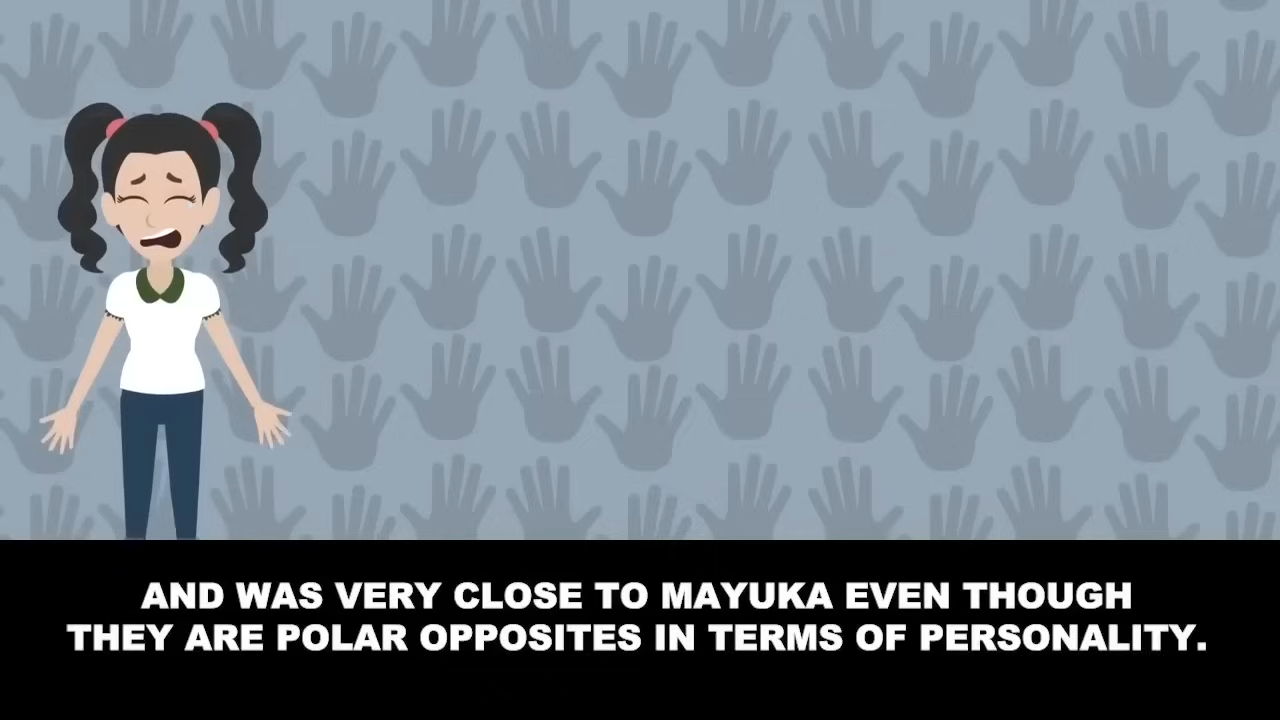 AND WAS VERY CLOSE TO MAYUKA EVEN THOUGH
THEY ARE POLAR OPPOSITES IN TERMS OF PERSONALITY.